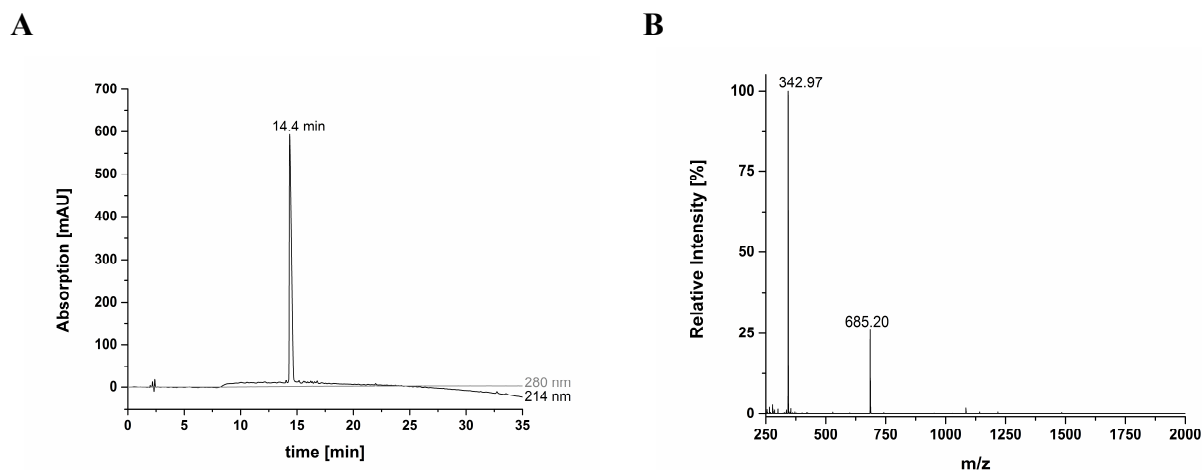 A
B
700
600
500
400
300
200
100
0
Absorption [mAU]
14.4 min
280 nm
214 nm
0 5 10 15 20 25 30 35
time [min]
100
75
50
25
0
Relative Intensity [%]
342.97
685.20
250 500 750 1000 1250 1500 1750 2000
m/z